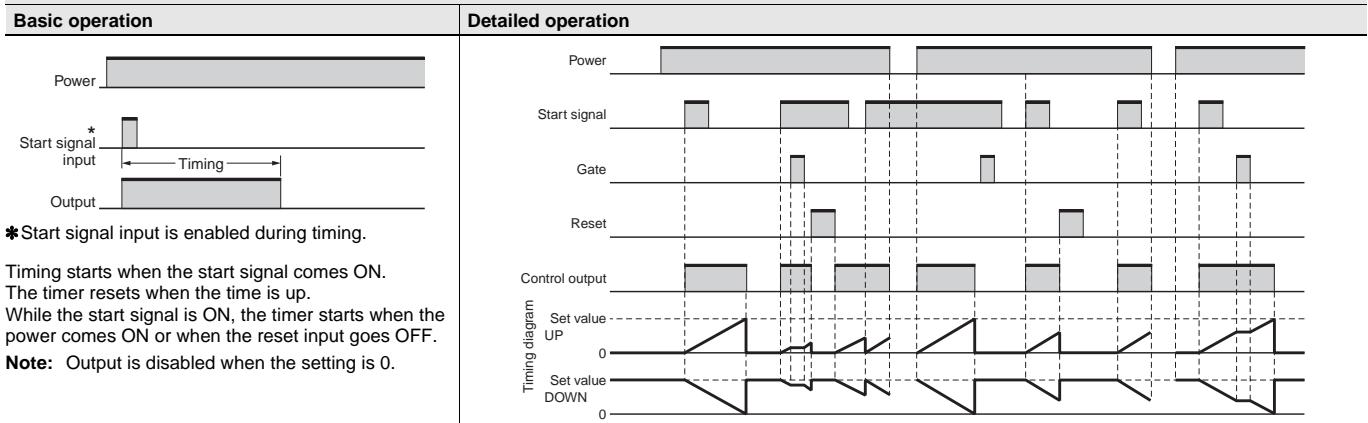 Basic operation
Power
*
Start signal
input
Timing
Output
✽Start signal input is enabled during timing.
Timing starts when the start signal comes ON.
The timer resets when the time is up.
While the start signal is ON, the timer starts when the
power comes ON or when the reset input goes OFF.
Note: Output is disabled when the setting is 0.
Detailed operation
Power
Start signal
Gate
Reset
Control output
Timing diagram
Set value
UP
0
Set value
DOWN
0